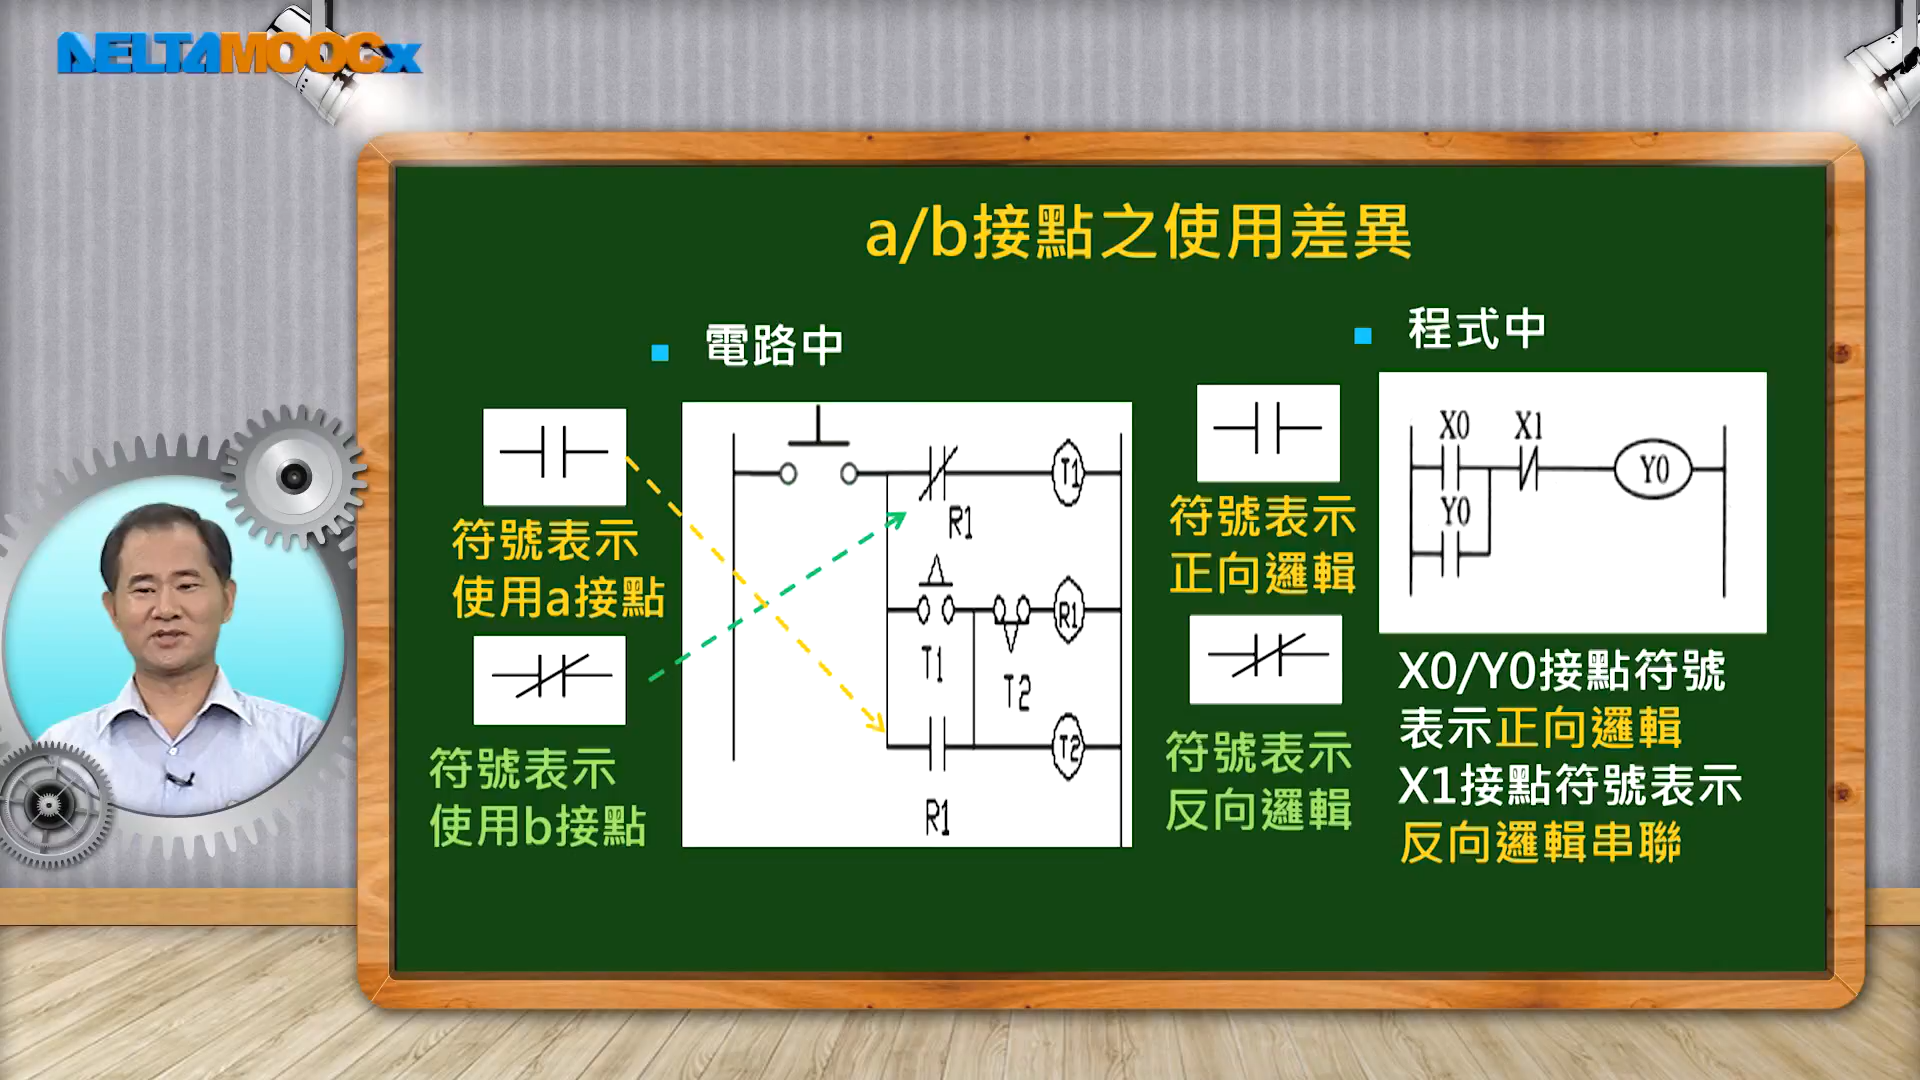 DELTAMOOCx
a/b接點之使用差異
電路中
程式中
符號表示
使用a接點
符號表示
使用b接點
T1
R1
R1
T1
T2
T2
R1
符號表示
正向邏輯
符號表示
反向邏輯
X0 X1
Y0
Y0
X0/Y0接點符號
表示正向邏輯
X1接點符號表示
反向邏輯串聯